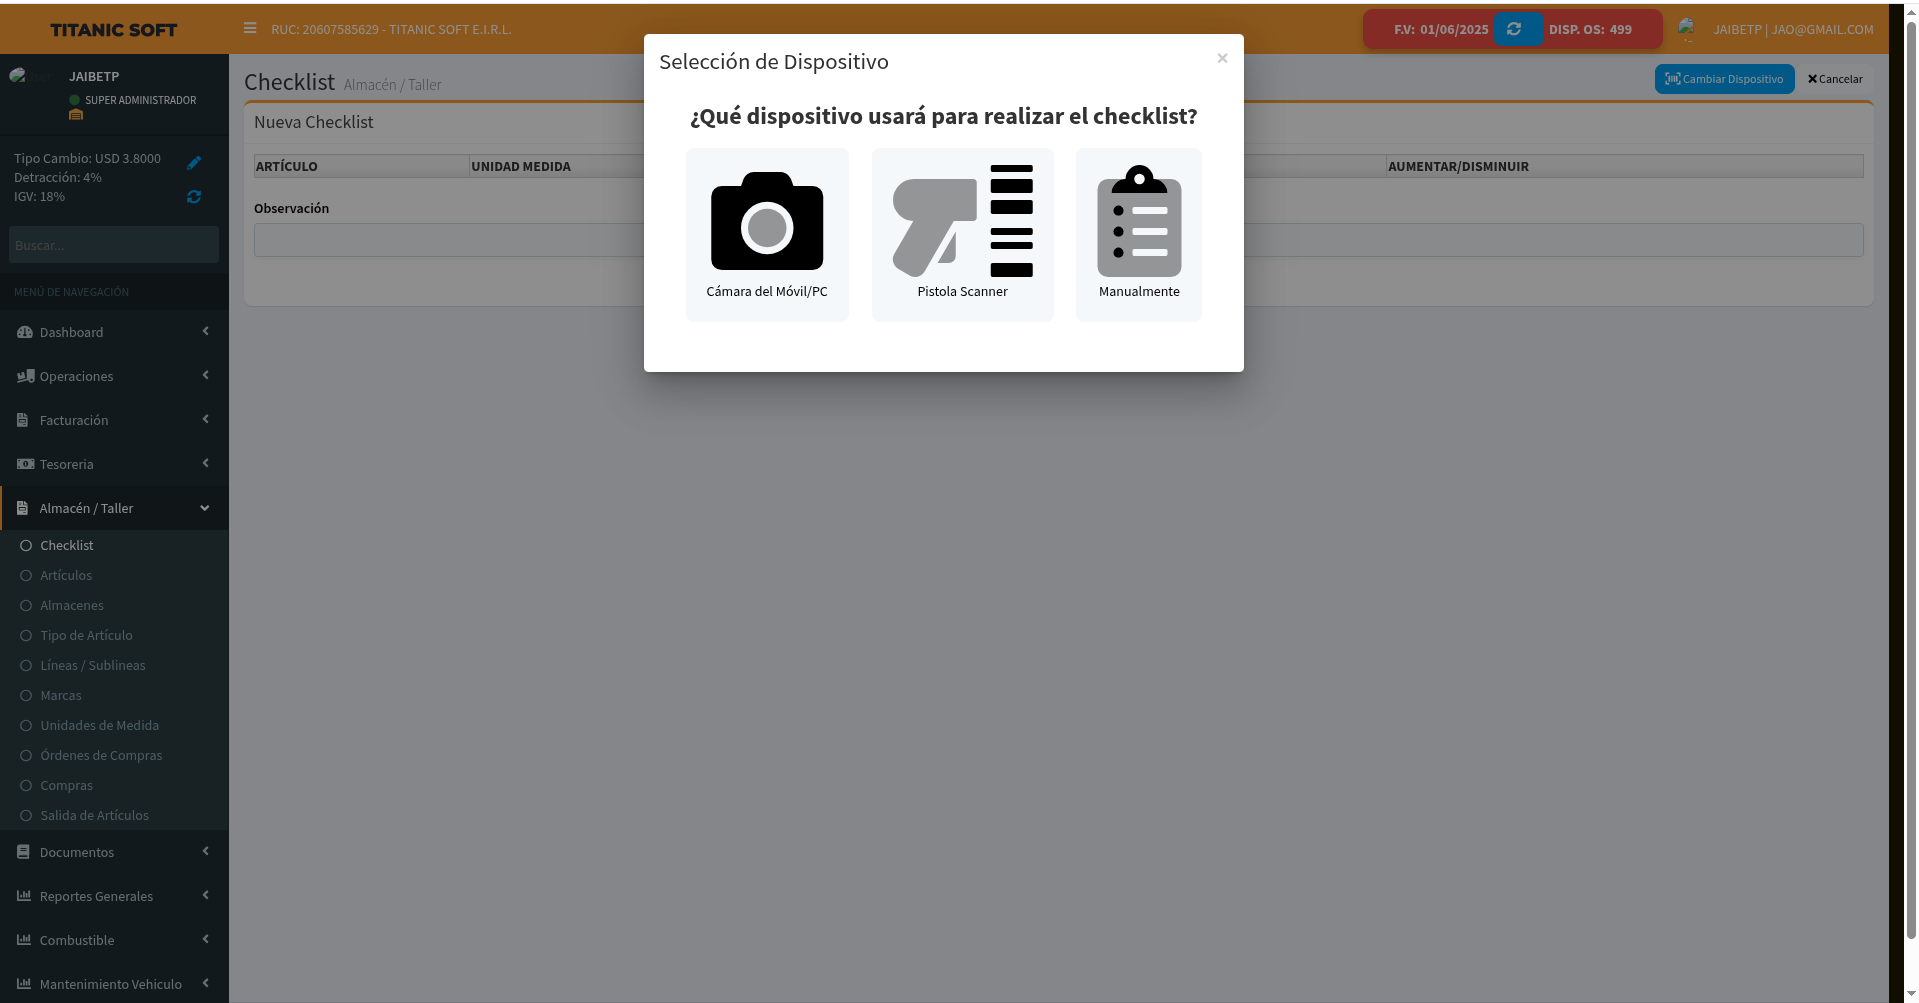 TITANIC SOFT
RUC: 20607585629 - TITANIC SOFT E.I.R.L.
F.V: 01/06/2025
DISP. OS: 499
JAIBETP | JAO@GMAIL.COM
JAIBETP
SUPER ADMINISTRADOR
Tipo Cambio: USD 3.8000
Detracción: 4%
IGV: 18%
Buscar...
MENÚ DE NAVEGACIÓN
Dashboard
Operaciones
Facturación
Tesoreria
Almacén / Taller
Checklist
Artículos
Almacenes
Tipo de Artículo
Líneas / Sublineas
Marcas
Unidades de Medida
Órdenes de Compras
Compras
Salida de Artículos
Documentos
Reportes Generales
Combustible
Mantenimiento Vehiculo
Checklist Almacén / Taller
Cambiar Dispositivo
Cancelar
Nueva Checklist
ARTÍCULO
UNIDAD MEDIDA
AUMENTAR/DISMINUIR
Observación
Selección de Dispositivo
×
¿Qué dispositivo usará para realizar el checklist?
Cámara del Móvil/PC
Pistola Scanner
Manualmente